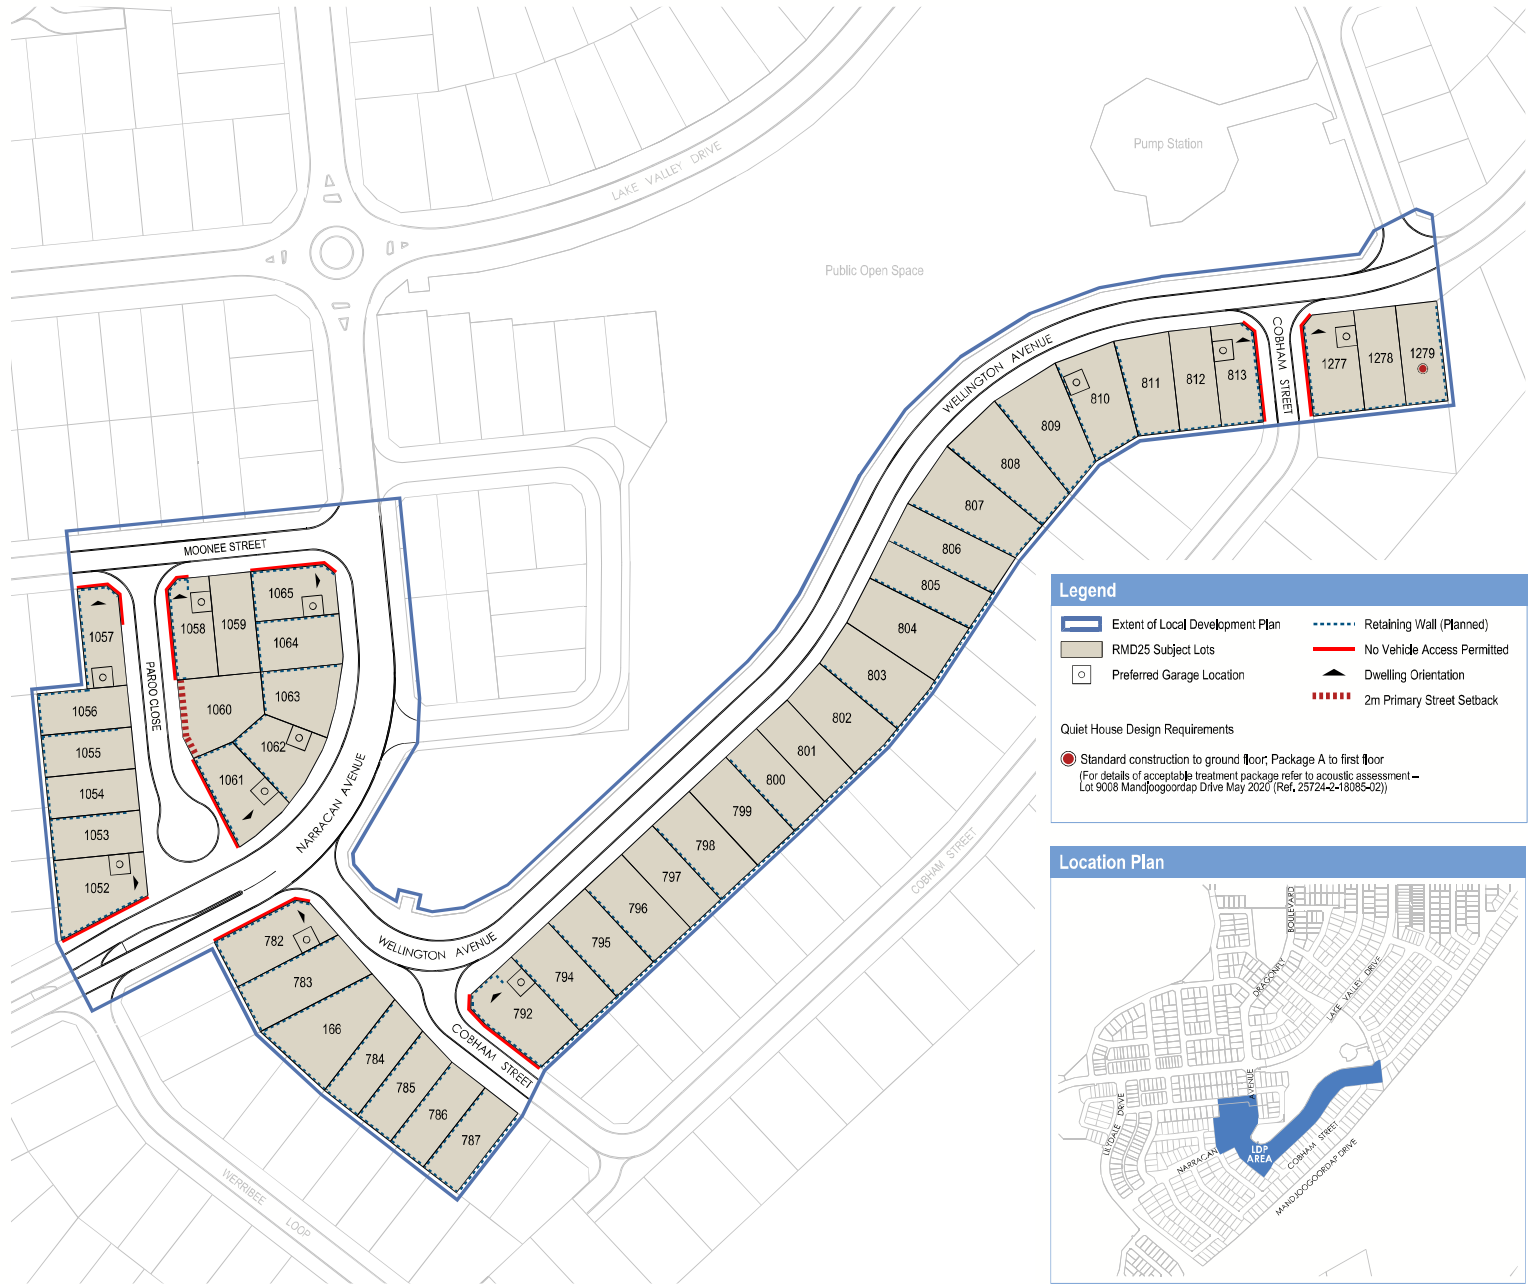 LAKE VALLEY DRIVE
Pump Station
Public Open Space
WELLINGTON AVENUE
COBHAM STREET
1277
1278
1279
813
812
811
810
809
808
807
806
805
804
803
802
801
800
799
798
797
796
795
794
792
MOONEE STREET
1065
1059
1058
1064
1057
PAROO CLOSE
1063
1060
1056
1062
1055
1061
1054
1053
1052
NARRACAN AVENUE
WELLINGTON AVENUE
782
783
166
784
785
786
787
COBHAM STREET
COBHAM STREET
WERRIBEE LOOP
Legend
Extent of Local Development Plan
RMD25 Subject Lots
Preferred Garage Location
Retaining Wall (Planned)
No Vehicle Access Permitted
Dwelling Orientation
2m Primary Street Setback
Quiet House Design Requirements
Standard construction to ground floor; Package A to first floor
(For details of acceptable treatment package refer to acoustic assessment –
Lot 9008 Mandjoogoordap Drive May 2020 (Ref. 25724-2-18085-02))
Location Plan
BOULEVARD
DRAGONFLY
LAKE VALLEY DRIVE
AVENUE
LILYDALE DRIVE
NARRACAN
LDP
AREA
COBHAM STREET
MANDJOOGOORDAP DRIVE